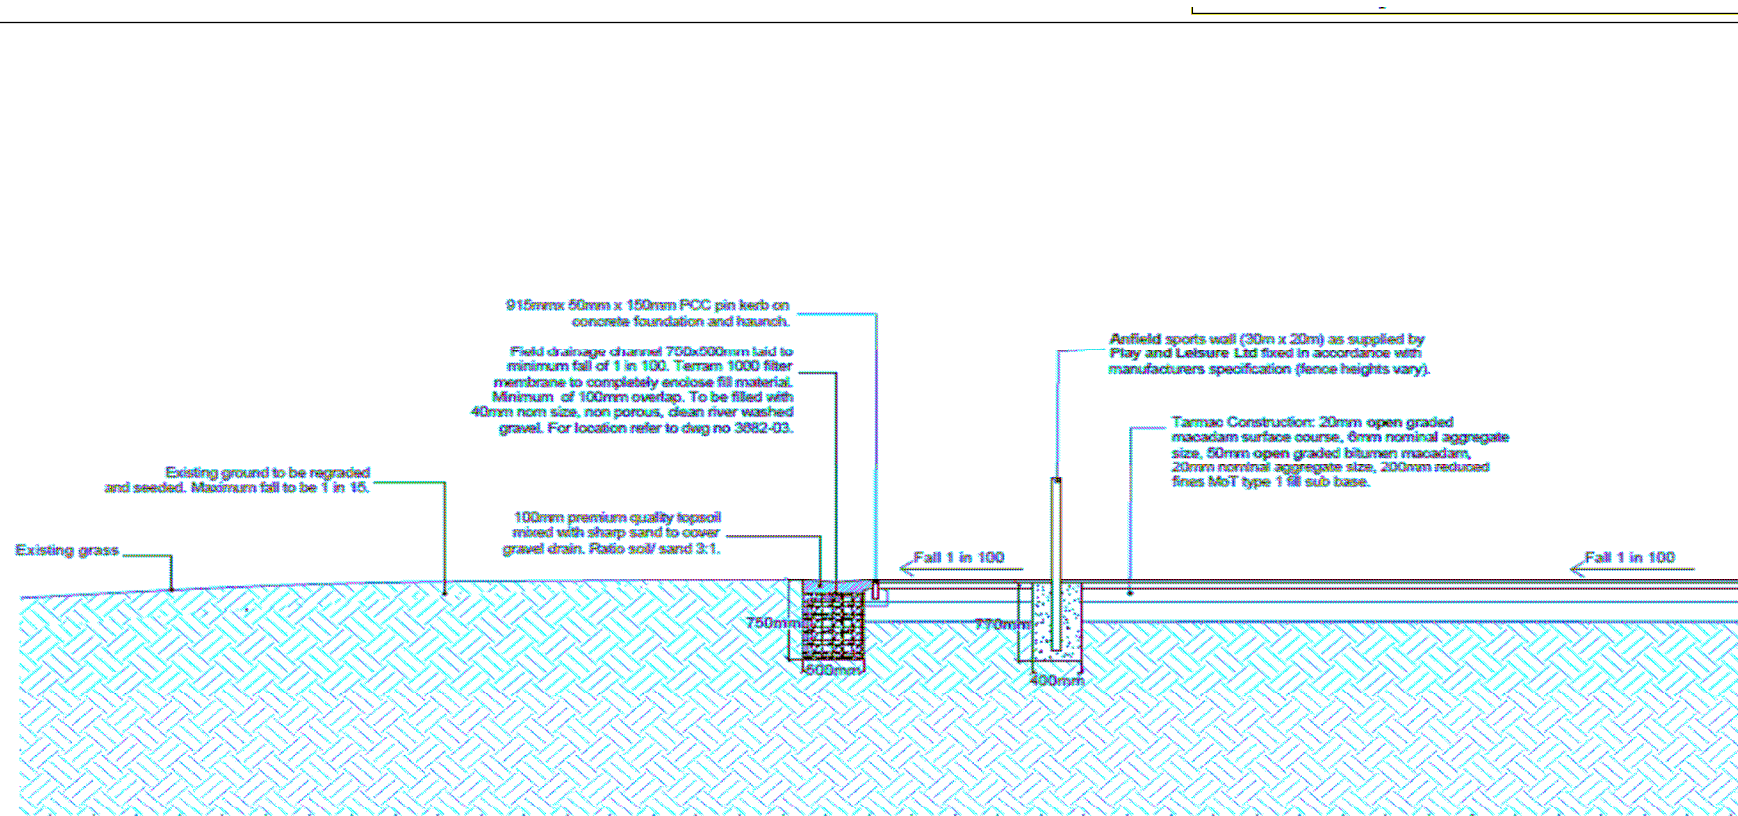 915mmx 50mm x 150mm PCC pin kerb on
concrete foundation and haunch.
Field drainage channel 750x500mm laid to
minimum fall of 1 in 100. Terram 1000 filter
membrane to completely enclose fill material.
Minimum of 100mm overlap. To be filled with
40mm nom size, non porous, clean river washed
gravel. For location refer to dwg no 3682-03.
Anfield sports wall (30m x 20m) as supplied by
Play and Leisure Ltd fixed in accordance with
manufacturers specification (fence heights vary).
Tarmac Construction: 20mm open graded
macadam surface course, 6mm nominal aggregate
size, 50mm open graded bitumen macadam,
20mm nominal aggregate size, 200mm reduced
fines MoT type 1 fill sub base.
Existing ground to be regraded
and seeded. Maximum fall to be 1 in 15.
100mm premium quality topsoil
mixed with sharp sand to cover
gravel drain. Ratio soil/ sand 3:1.
Existing grass
Fall 1 in 100
Fall 1 in 100
750mm
770mm
500mm
400mm